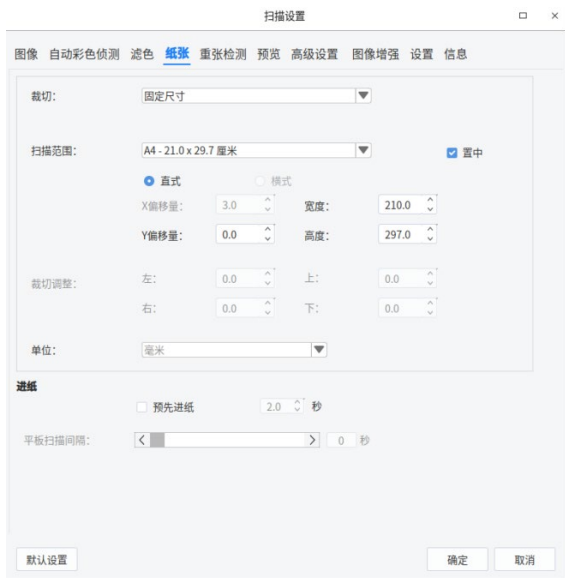 扫描设置
图像 自动彩色侦测 滤色 纸张 重张检测 预览 高级设置 图像增强 设置 信息
裁切: 固定尺寸
扫描范围: A4 - 21.0 x 29.7 厘米 置中
直式 横式
X偏移量: 3.0 宽度: 210.0
Y偏移量: 0.0 高度: 297.0
裁切调整: 左: 0.0 上: 0.0
右: 0.0 下: 0.0
单位: 毫米
进纸
预先进纸 2.0 秒
平板扫描间隔: 0 秒
默认设置 确定 取消